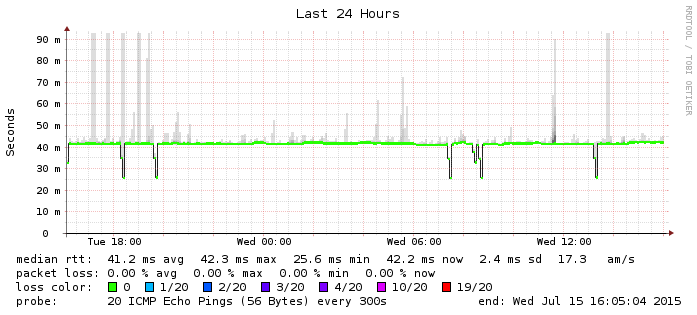 Last 24 Hours
RRDTOOL / TOBI OETIKER
Seconds
90 m
80 m
70 m
60 m
50 m
40 m
30 m
20 m
10 m
0
Tue 18:00 Wed 00:00 Wed 06:00 Wed 12:00
median rtt: 41.2 ms avg 42.3 ms max 25.6 ms min 42.2 ms now 2.4 ms sd 17.3 am/s
packet loss: 0.00 % avg 0.00 % max 0.00 % min 0.00 % now
loss color: 0 1/20 2/20 3/20 4/20 10/20 19/20
probe: 20 ICMP Echo Pings (56 Bytes) every 300s end: Wed Jul 15 16:05:04 2015